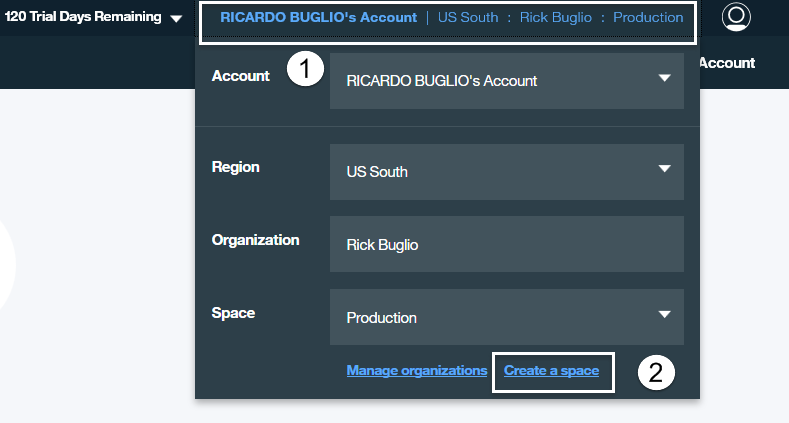 120 Trial Days Remaining RICARDO BUGLIO's Account | US South : Rick Buglio : Production
Account 1 RICARDO BUGLIO's Account Account
Region US South
Organization Rick Buglio
Space Production
Manage organizations Create a space 2